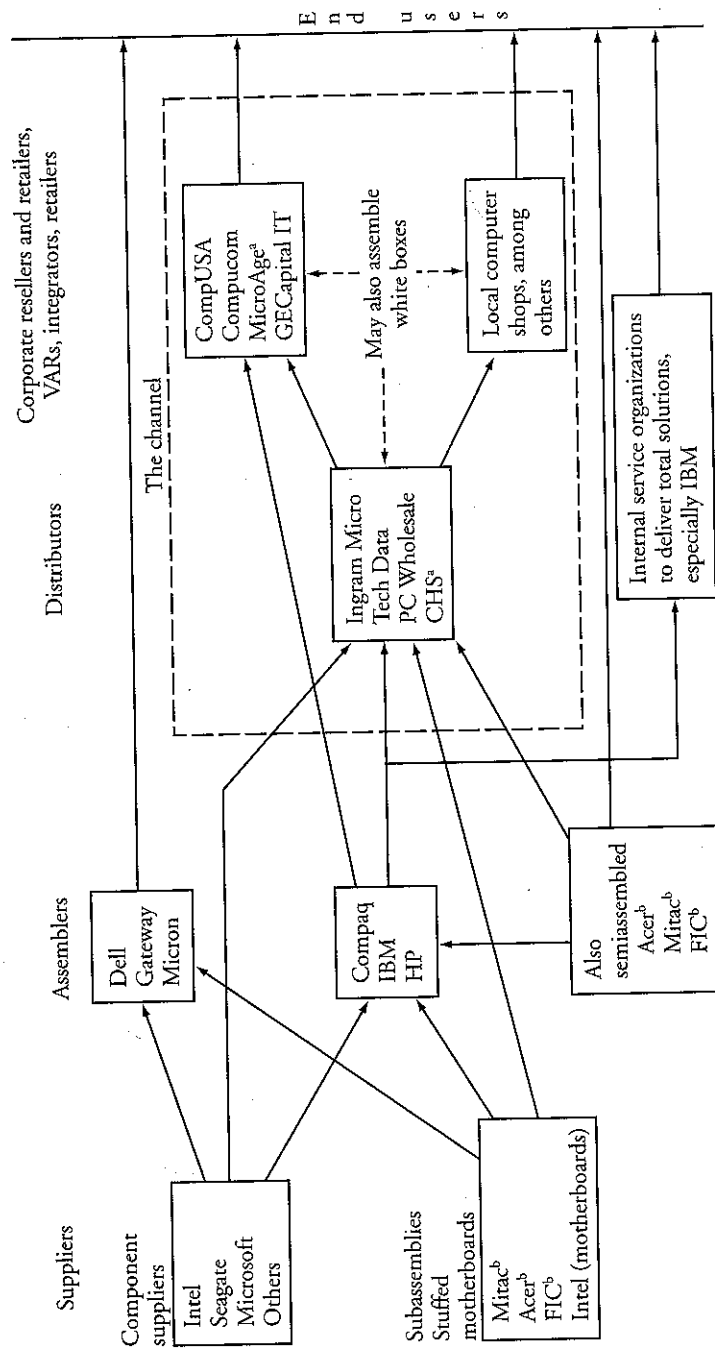 Suppliers
Assemblers
Distributors
Corporate resellers and retailers,
VARs, integrators, retailers
Component
suppliers
Intel
Seagate
Microsoft
Others
Subassemblies
Stuffed
motherboards
Mitacᵇ
Acerᵇ
FICᵇ
Intel (motherboards)
Dell
Gateway
Micron
Compaq
IBM
HP
Also
semiassembled
Acerᵇ
Mitacᵇ
FICᵇ
The channel
Ingram Micro
Tech Data
PC Wholesale
CHSᵃ
CompUSA
Compucom
MicroAgeᵃ
GECapital IT
May also assemble
white boxes
Local computer
shops, among
others
Internal service organizations
to deliver total solutions,
especially IBM
End users